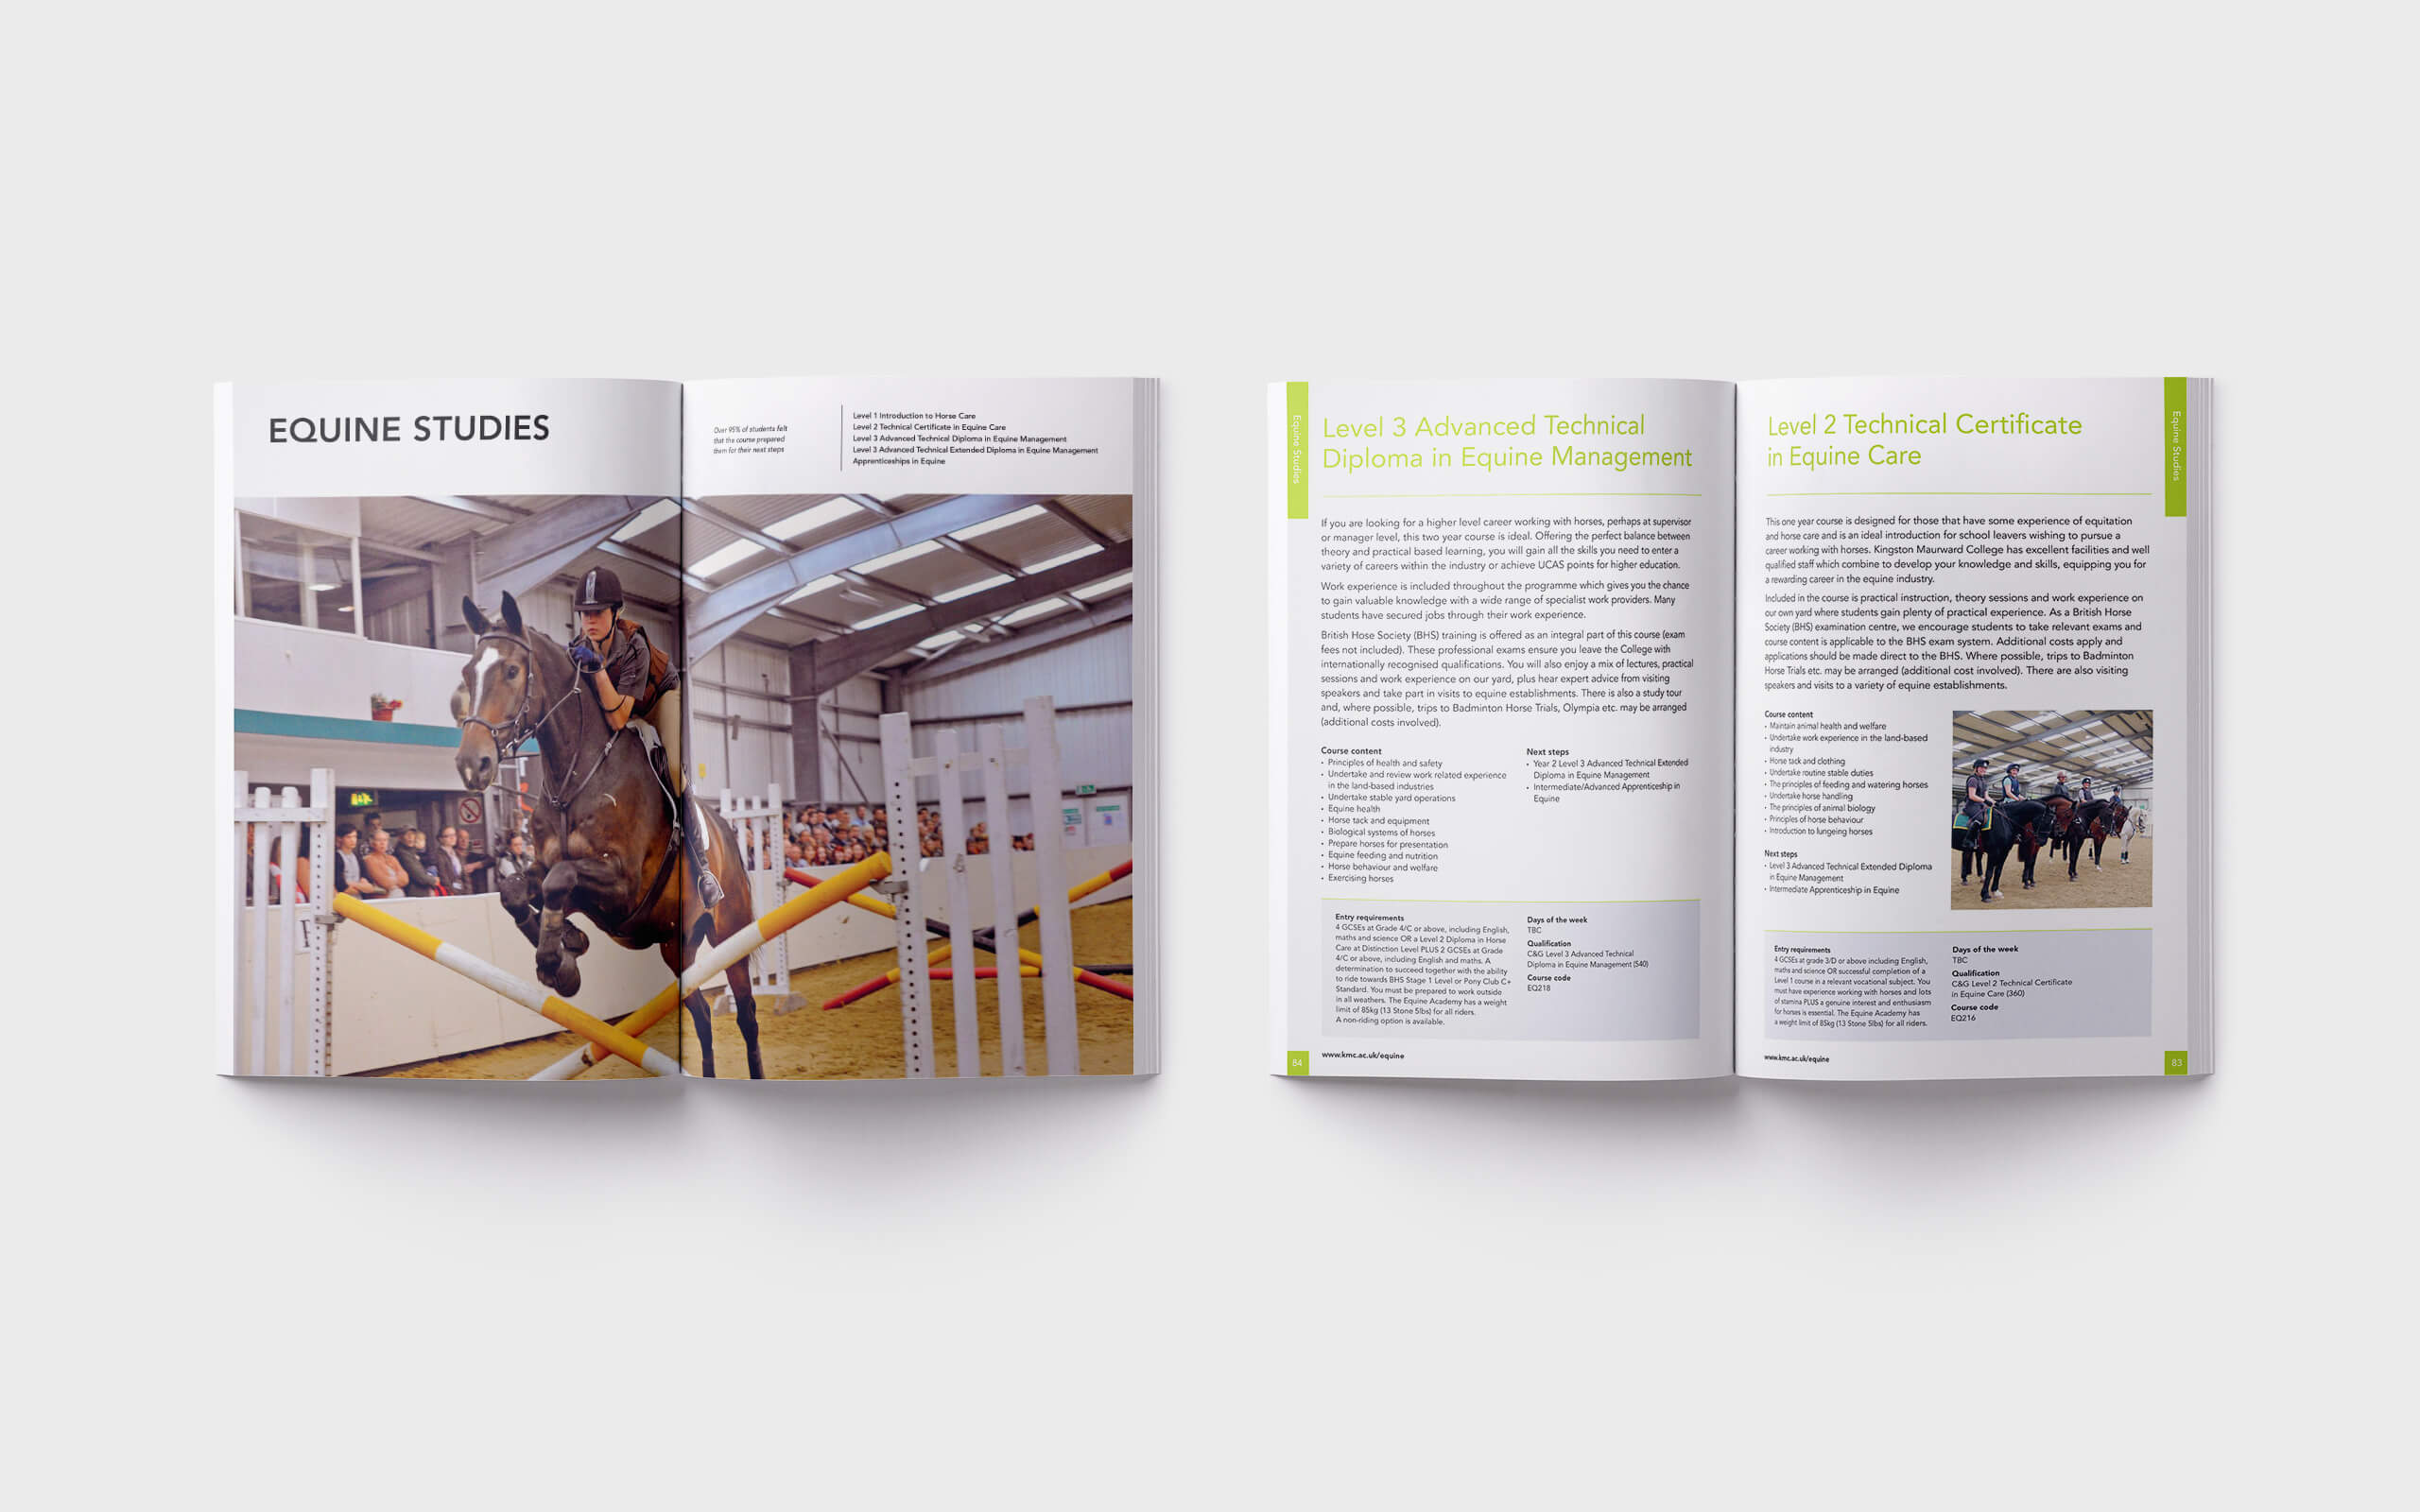 EQUINE STUDIES
Over 95% of students felt
that the course prepared
them for their next steps
Level 1 Introduction to Horse Care
Level 2 Technical Certificate in Equine Care
Level 3 Advanced Technical Diploma in Equine Management
Level 3 Advanced Technical Extended Diploma in Equine Management
Apprenticeships in Equine
Equine Studies
Level 3 Advanced Technical
Diploma in Equine Management
If you are looking for a higher level career working with horses, perhaps at supervisor
or manager level, this two year course is ideal. Offering the perfect balance between
theory and practical based learning, you will gain all the skills you need to enter a
variety of careers within the industry or achieve UCAS points for higher education.
Work experience is included throughout the programme which gives you the chance
to gain valuable knowledge with a wide range of specialist work providers. Many
students have secured jobs through their work experience.
British Hose Society (BHS) training is offered as an integral part of this course (exam
fees not included). These professional exams ensure you leave the College with
internationally recognised qualifications. You will also enjoy a mix of lectures, practical
sessions and work experience on our yard, plus hear expert advice from visiting
speakers and take part in visits to equine establishments. There is also a study tour
and, where possible, trips to Badminton Horse Trials, Olympia etc. may be arranged
(additional costs involved).
Course content
• Principles of health and safety
• Undertake and review work related experience
in the land-based industries
• Undertake stable yard operations
• Equine health
• Horse tack and equipment
• Biological systems of horses
• Prepare horses for presentation
• Equine feeding and nutrition
• Horse behaviour and welfare
• Exercising horses
Next steps
• Year 2 Level 3 Advanced Technical Extended
Diploma in Equine Management
• Intermediate/Advanced Apprenticeship in
Equine
Entry requirements
4 GCSEs at Grade 4/C or above, including English,
maths and science OR a Level 2 Diploma in Horse
Care at Distinction Level PLUS 2 GCSEs at Grade
4/C or above, including English and maths. A
determination to succeed together with the ability
to ride towards BHS Stage 1 Level or Pony Club C+
Standard. You must be prepared to work outside
in all weathers. The Equine Academy has a weight
limit of 85kg (13 Stone 5lbs) for all riders.
A non-riding option is available.
Days of the week
TBC
Qualification
C&G Level 3 Advanced Technical
Diploma in Equine Management (540)
Course code
EQ218
84
www.kmc.ac.uk/equine
Level 2 Technical Certificate
in Equine Care
Equine Studies
This one year course is designed for those that have some experience of equitation
and horse care and is an ideal introduction for school leavers wishing to pursue a
career working with horses. Kingston Maurward College has excellent facilities and well
qualified staff which combine to develop your knowledge and skills, equipping you for
a rewarding career in the equine industry.
Included in the course is practical instruction, theory sessions and work experience on
our own yard where students gain plenty of practical experience. As a British Horse
Society (BHS) examination centre, we encourage students to take relevant exams and
course content is applicable to the BHS exam system. Additional costs apply and
applications should be made direct to the BHS. Where possible, trips to Badminton
Horse Trials etc. may be arranged (additional cost involved). There are also visiting
speakers and visits to a variety of equine establishments.
Course content
• Maintain animal health and welfare
• Undertake work experience in the land-based
industry
• Horse tack and clothing
• Undertake routine stable duties
• The principles of feeding and watering horses
• Undertake horse handling
• The principles of animal biology
• Principles of horse behaviour
• Introduction to lungeing horses
Next steps
• Level 3 Advanced Technical Extended Diploma
in Equine Management
• Intermediate Apprenticeship in Equine
Entry requirements
4 GCSEs at grade 3/D or above including English,
maths and science OR successful completion of a
Level 1 course in a relevant vocational subject. You
must have experience working with horses and lots
of stamina PLUS a genuine interest and enthusiasm
for horses is essential. The Equine Academy has
a weight limit of 85kg (13 Stone 5lbs) for all riders.
Days of the week
TBC
Qualification
C&G Level 2 Technical Certificate
in Equine Care (360)
Course code
EQ216
www.kmc.ac.uk/equine
83